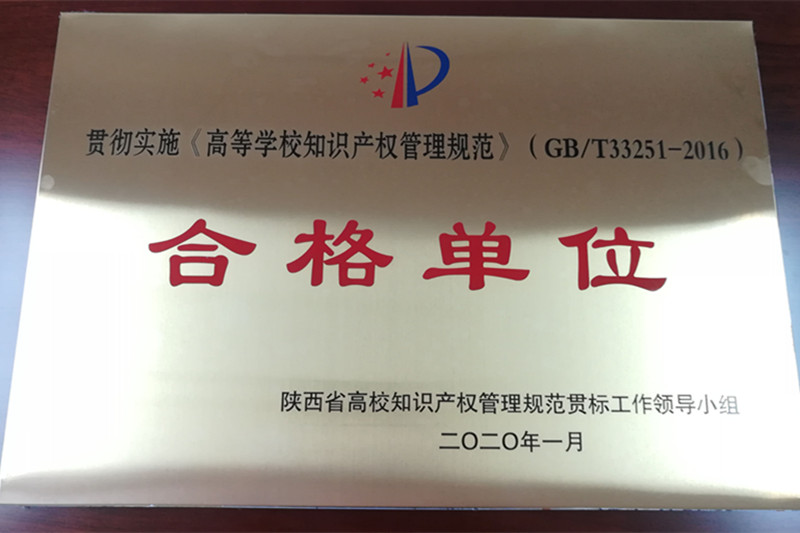 贯彻实施《高等学校知识产权管理规范》（GB/T33251-2016）
合格单位
陕西省高校知识产权管理规范贯标工作领导小组
二〇二〇年一月